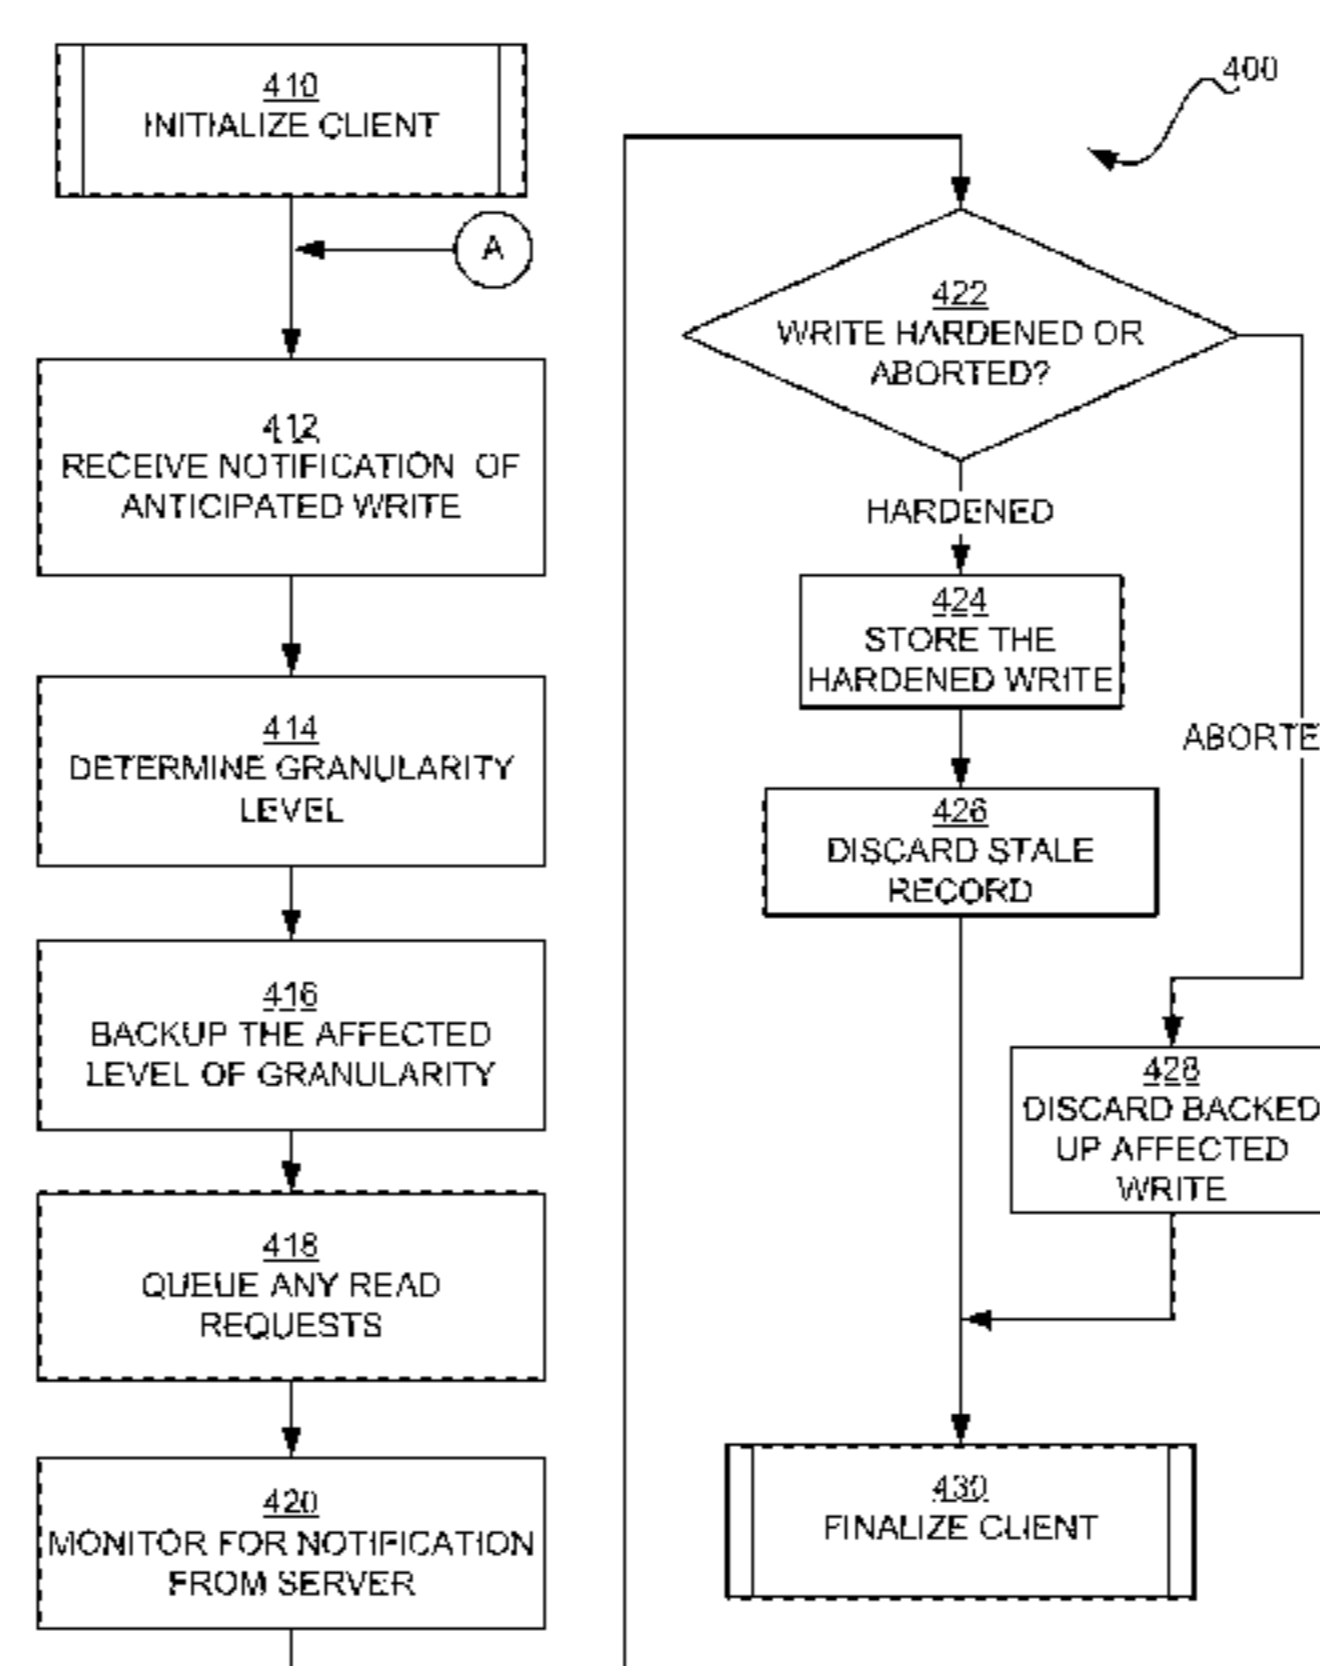 410
INITIALIZE CLIENT
A
412
RECEIVE NOTIFICATION OF
ANTICIPATED WRITE
414
DETERMINE GRANULARITY
LEVEL
416
BACKUP THE AFFECTED
LEVEL OF GRANULARITY
418
QUEUE ANY READ
REQUESTS
420
MONITOR FOR NOTIFICATION
FROM SERVER
400
422
WRITE HARDENED OR
ABORTED?
HARDENED
424
STORE THE
HARDENED WRITE
ABORTE
426
DISCARD STALE
RECORD
428
DISCARD BACKED
UP AFFECTED
WRITE
430
FINALIZE CLIENT